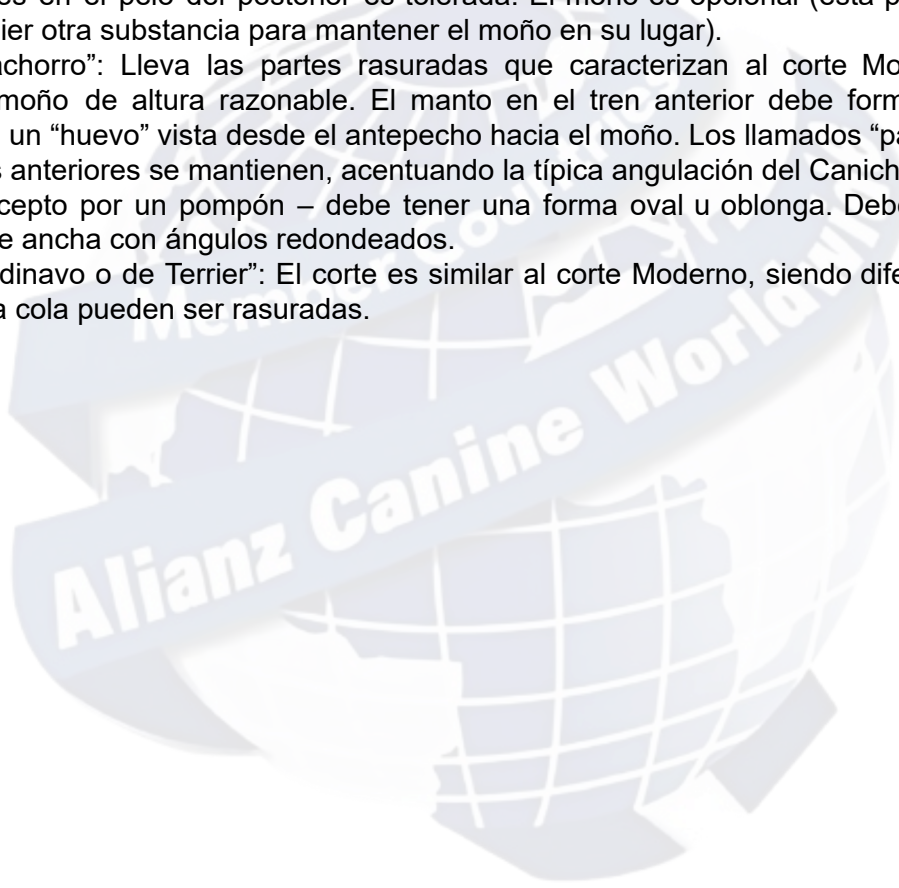 es en el pelo del posterior es tolerada. El moño es opcional (está p
ier otra substancia para mantener el moño en su lugar).
achorro”: Lleva las partes rasuradas que caracterizan al corte Mo
moño de altura razonable. El manto en el tren anterior debe form
un “huevo” vista desde el antepecho hacia el moño. Los llamados “pa
s anteriores se mantienen, acentuando la típica angulación del Canich
cepto por un pompón – debe tener una forma oval u oblonga. Debe
e ancha con ángulos redondeados.
dinavo o de Terrier”: El corte es similar al corte Moderno, siendo dife
a cola pueden ser rasuradas.
Member Countries
Alianz Canine Worldwide